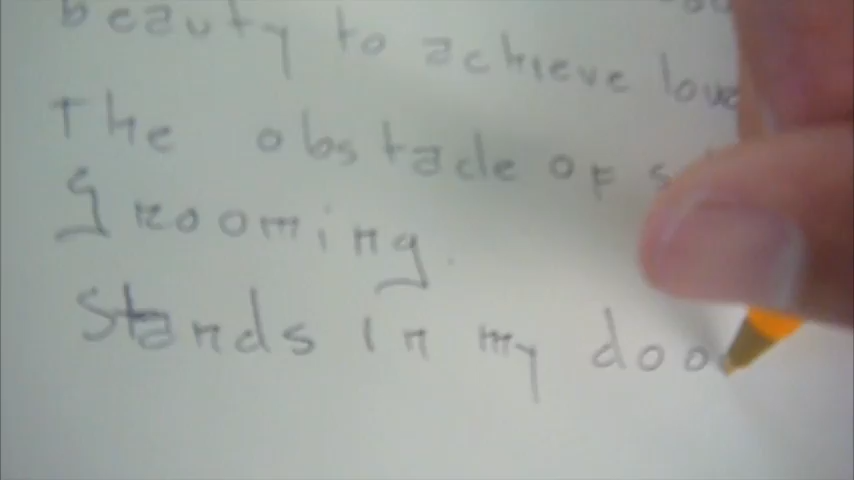 beauty to achieve love
The obstacle of
Grooming
Stands in my doo